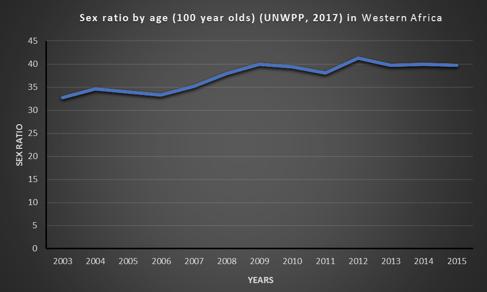 Sex ratio by age (100 year olds) (UNWPP, 2017) in Western Africa
45
40
35
30
25
20
15
10
5
0
SEX RATIO
2003 2004 2005 2006 2007 2008 2009 2010 2011 2012 2013 2014 2015
YEARS